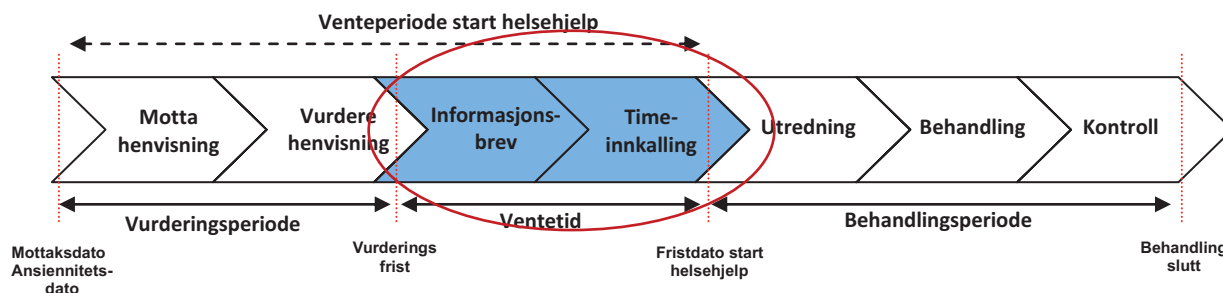 Venteperiode start helsehjelp
Motta
henvisning
Vurdere
henvisning
Informasjons-
brev
Time-
innkalling
Utredning
Behandling
Kontroll
Vurderingsperiode
Ventetid
Behandlingsperiode
Mottaksdato
Ansiennitets-
dato
Vurderings
frist
Fristdato start
helsehjelp
Behandling
slutt